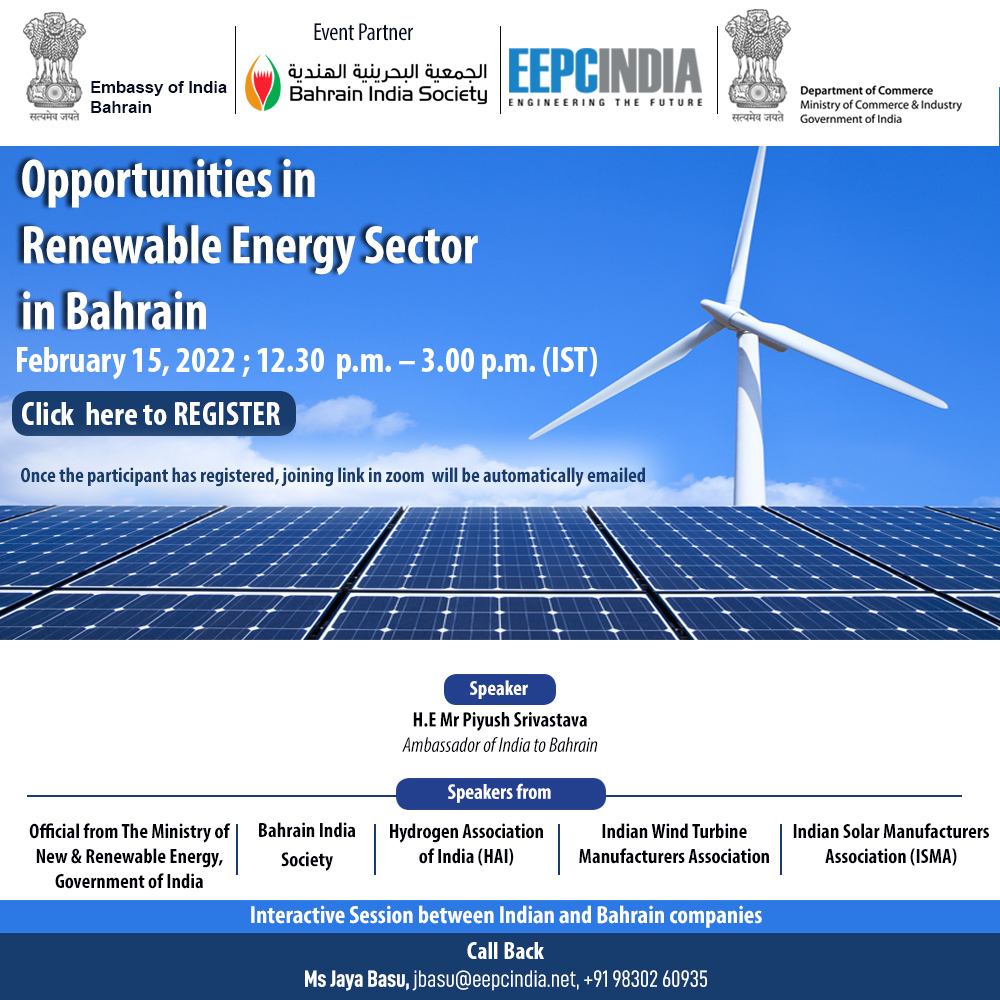 सत्यमेव जयते
Embassy of India
Bahrain
Event Partner
الجمعية البحرينية الهندية
Bahrain India Society
EEPCINDIA
ENGINEERING THE FUTURE
सत्यमेव जयते
Department of Commerce
Ministry of Commerce & Industry
Government of India
Opportunities in
Renewable Energy Sector
in Bahrain
February 15, 2022 ; 12.30 p.m. – 3.00 p.m. (IST)
Click here to REGISTER
Once the participant has registered, joining link in zoom will be automatically emailed
Speaker
H.E Mr Piyush Srivastava
Ambassador of India to Bahrain
Speakers from
Official from The Ministry of
New & Renewable Energy,
Government of India
Bahrain India
Society
Hydrogen Association
of India (HAI)
Indian Wind Turbine
Manufacturers Association
Indian Solar Manufacturers
Association (ISMA)
Interactive Session between Indian and Bahrain companies
Call Back
Ms Jaya Basu, jbasu@eepcindia.net, +91 98302 60935